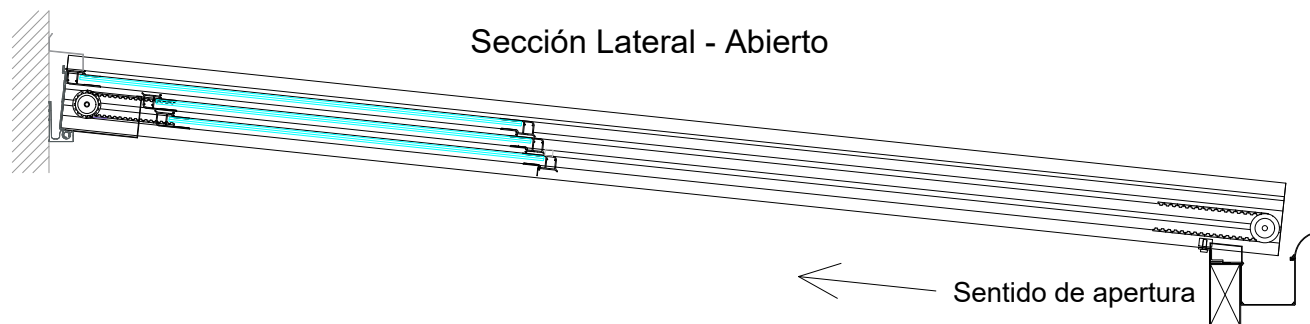 Sección Lateral - Abierto
Sentido de apertura